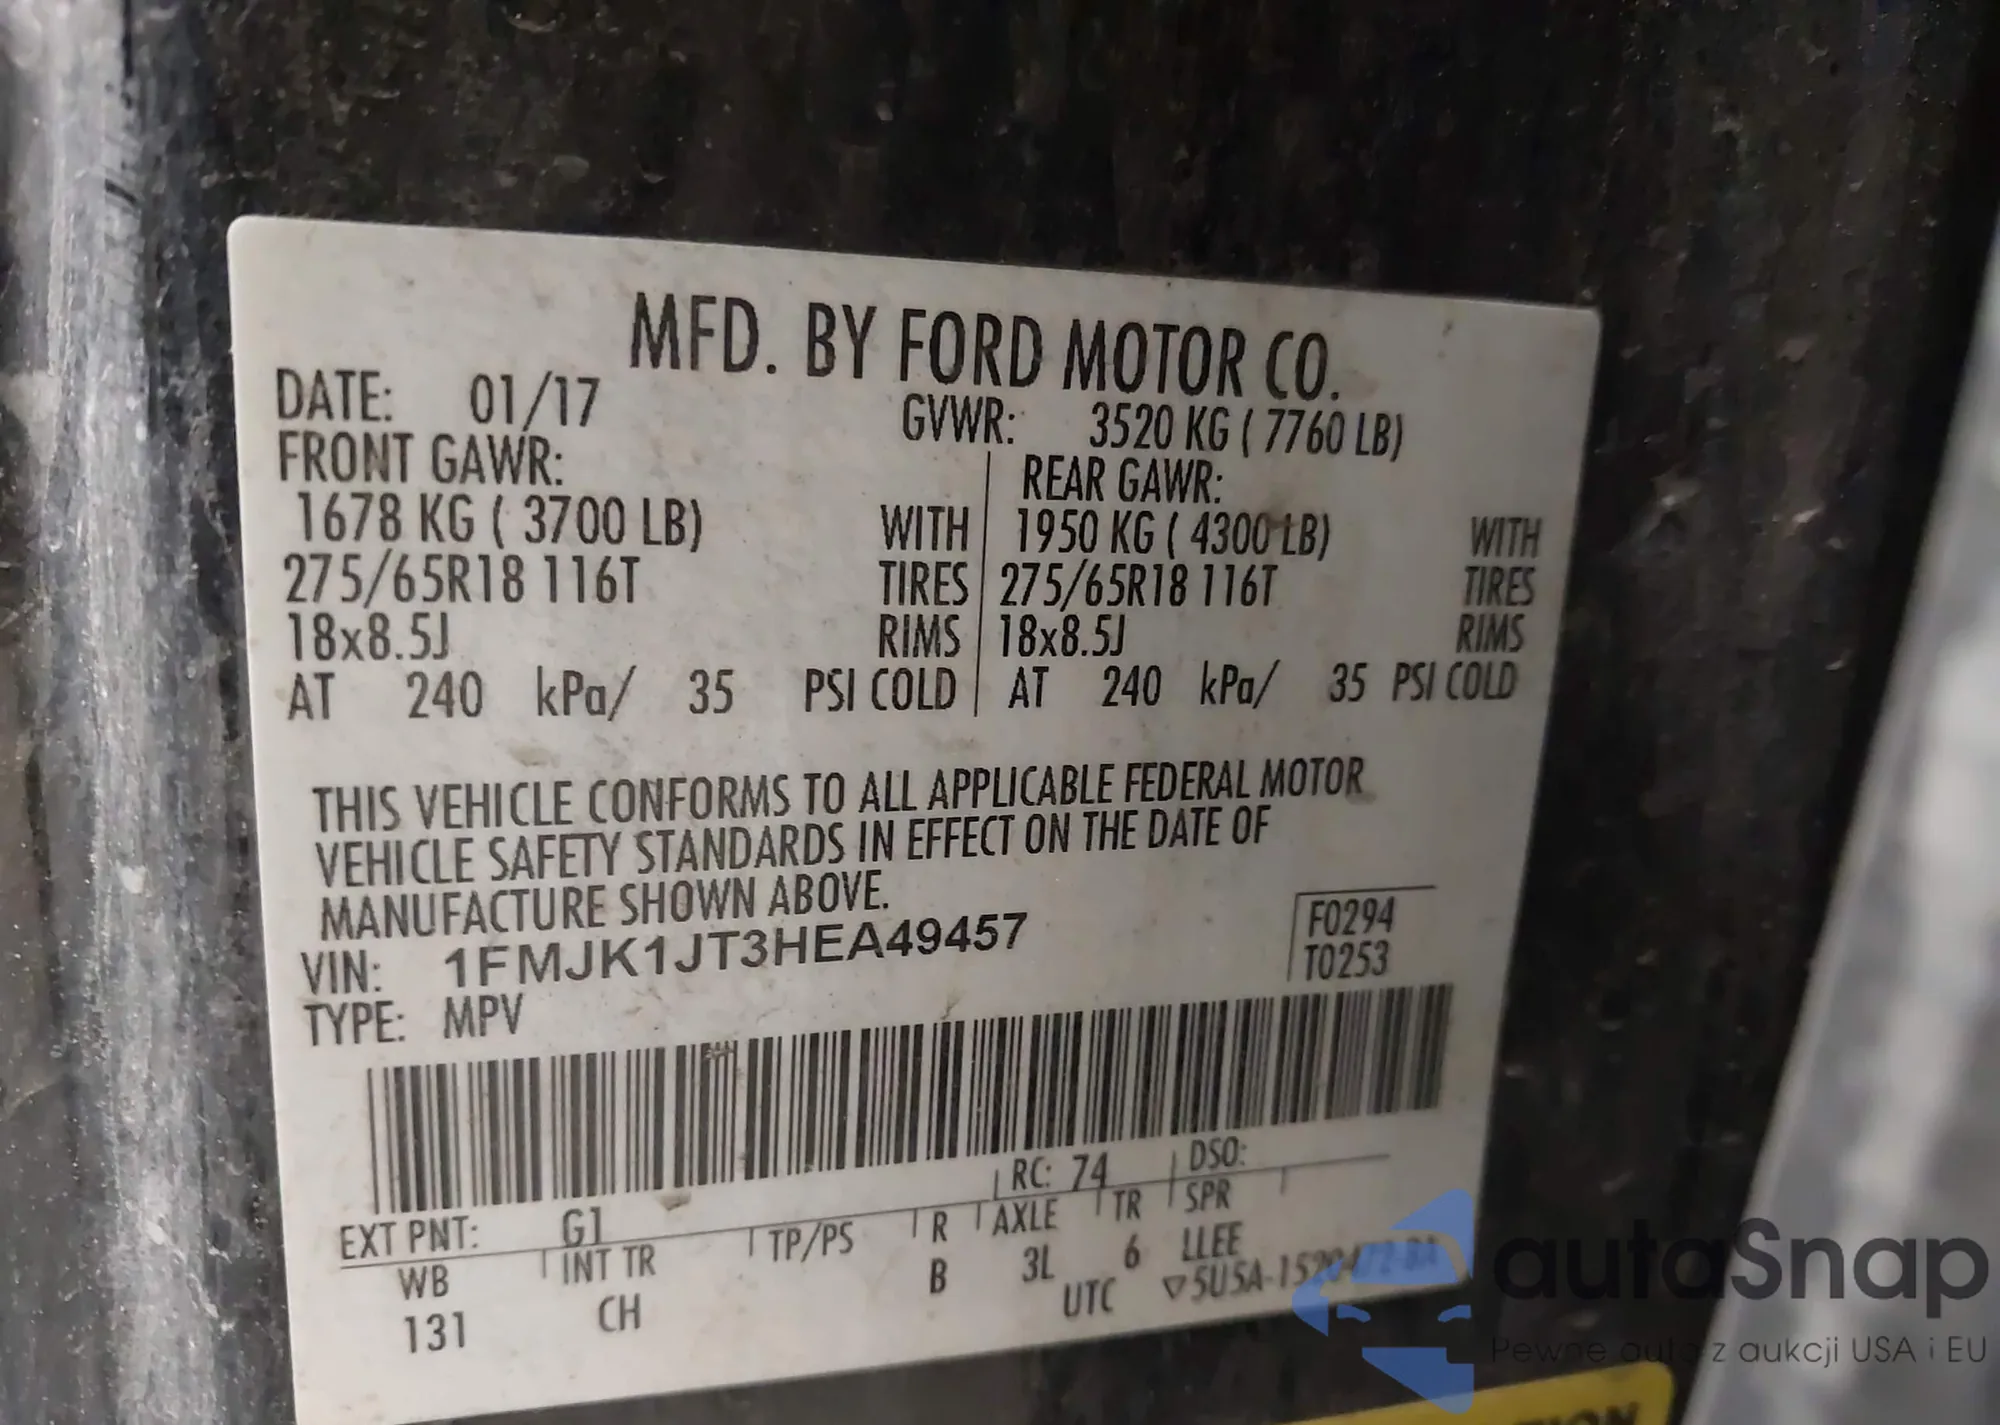 MFD. BY FORD MOTOR CO.
DATE: 01/17 GVWR: 3520 KG ( 7760 LB)
FRONT GAWR: REAR GAWR:
1678 KG ( 3700 LB) WITH 1950 KG ( 4300 LB) WITH
275/65R18 116T TIRES 275/65R18 116T TIRES
18x8.5J RIMS 18x8.5J RIMS
AT 240 kPa/ 35 PSI COLD AT 240 kPa/ 35 PSI COLD
THIS VEHICLE CONFORMS TO ALL APPLICABLE FEDERAL MOTOR
VEHICLE SAFETY STANDARDS IN EFFECT ON THE DATE OF
MANUFACTURE SHOWN ABOVE.
VIN: 1FMJK1JT3HEA49457 F0294
TYPE: MPV T0253
EXT PNT: G1 RC: 74 DSO:
WB INT TR TP/PS R AXLE TR SPR
131 CH B 3L 6 LLEE
UTC ▽5U5A-1520472-BA
autaSnap
Pewne auta z aukcji USA i EU